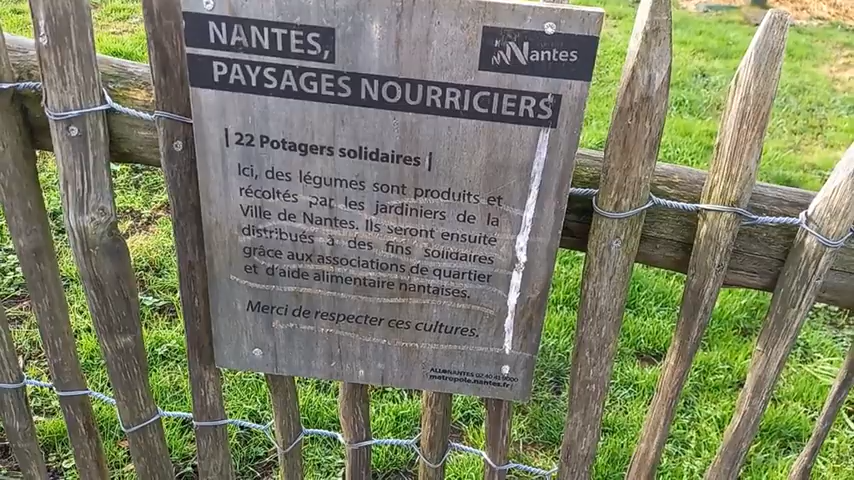 NANTES,
Nantes
PAYSAGES NOURRICIERS
22 POTAGERS SOLIDAIRES
Ici, des légumes sont produits et
récoltés par les jardiniers de la
Ville de Nantes. Ils seront ensuite
distribués à des fins solidaires
grâce aux associations de quartier
et d'aide alimentaire nantaises.
Merci de respecter ces cultures.
ALLONANTES 02 40 41 9000
metropole.nantes.fr